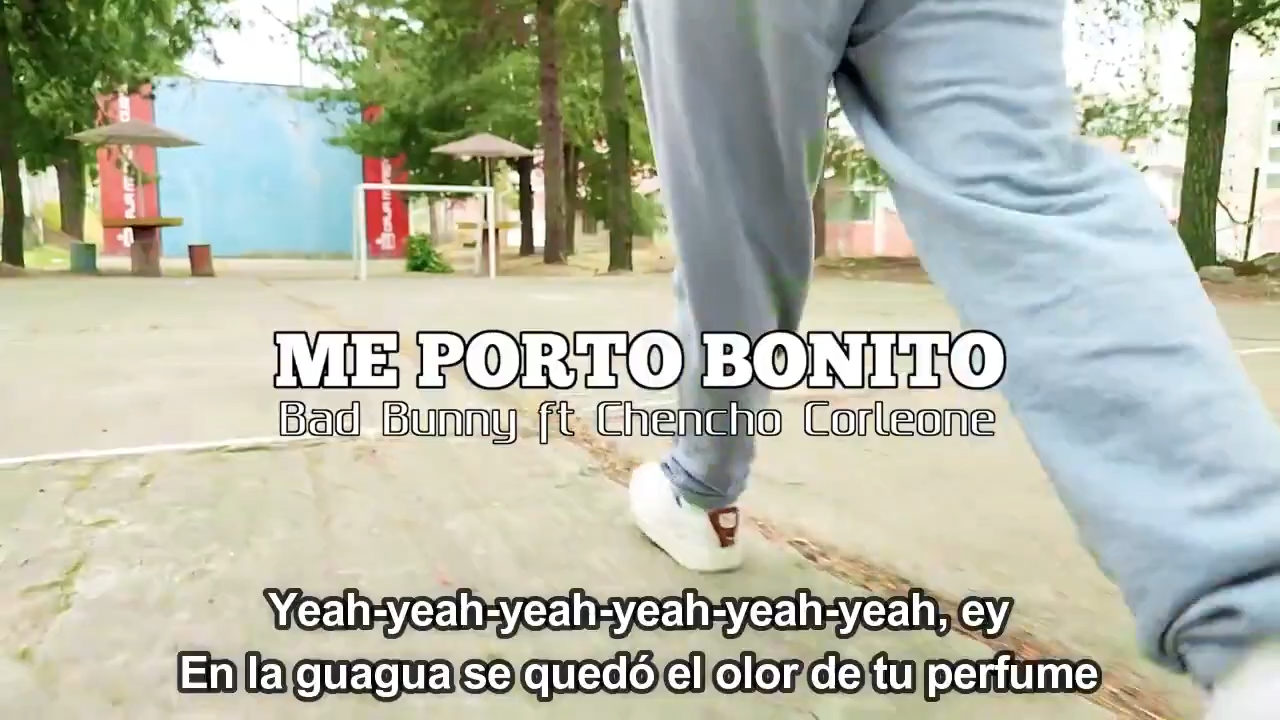 ME PORTO BONITO
Bad Bunny ft Chencho Corleone
Yeah-yeah-yeah-yeah-yeah-yeah, ey
En la guagua se quedó el olor de tu perfume